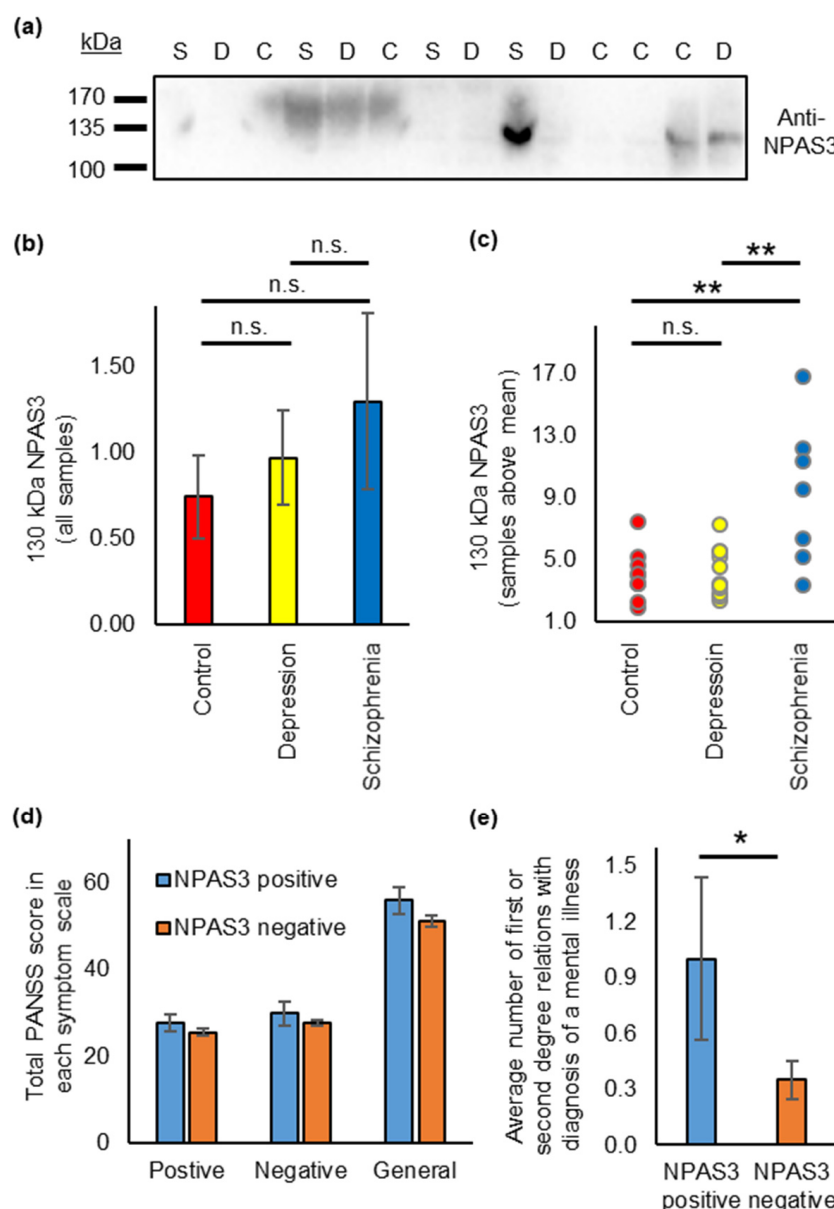 (a)
kDa S D C S D C S D S D C C C D
170
135
100
Anti-
NPAS3
(b)
n.s.
n.s.
n.s.
130 kDa NPAS3
(all samples)
1.50
1.00
0.50
0.00
Control
Depression
Schizophrenia
(c)
**
**
n.s.
130 kDa NPAS3
(samples above mean)
17.0
13.0
9.0
5.0
1.0
Control
Depressoin
Schizophrenia
(d)
Total PANSS score in
each symptom scale
60
40
20
0
NPAS3 positive
NPAS3 negative
Postive Negative General
(e)
*
Average number of first or
second degree relations with
diagnosis of a mental illness
1.5
1.2
0.9
0.6
0.3
0.0
NPAS3 NPAS3
positive negative